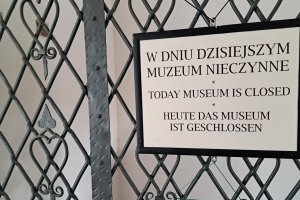 W DNIU DZISIEJSZYM
MUZEUM NIECZYNNE
TODAY MUSEUM IS CLOSED
HEUTE DAS MUSEUM
IST GESCHLOSSEN